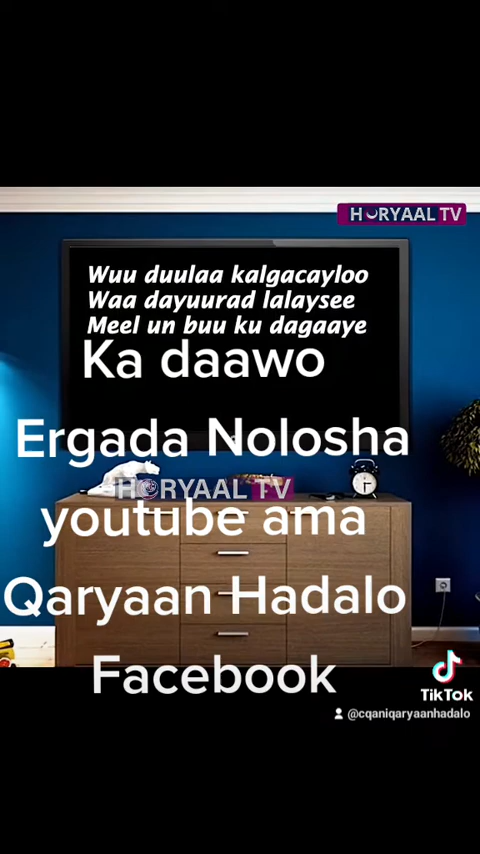 HORYAAL TV
Wuu duulaa kalgacayloo
Waa dayuurad lalaysee
Meel un buu ku dagaaye
Ka daawo
Ergada Nolosha
HORYAAL TV
youtube ama
Qaryaan Hadalo
Facebook
TikTok
@cqaniqaryaanhadalo